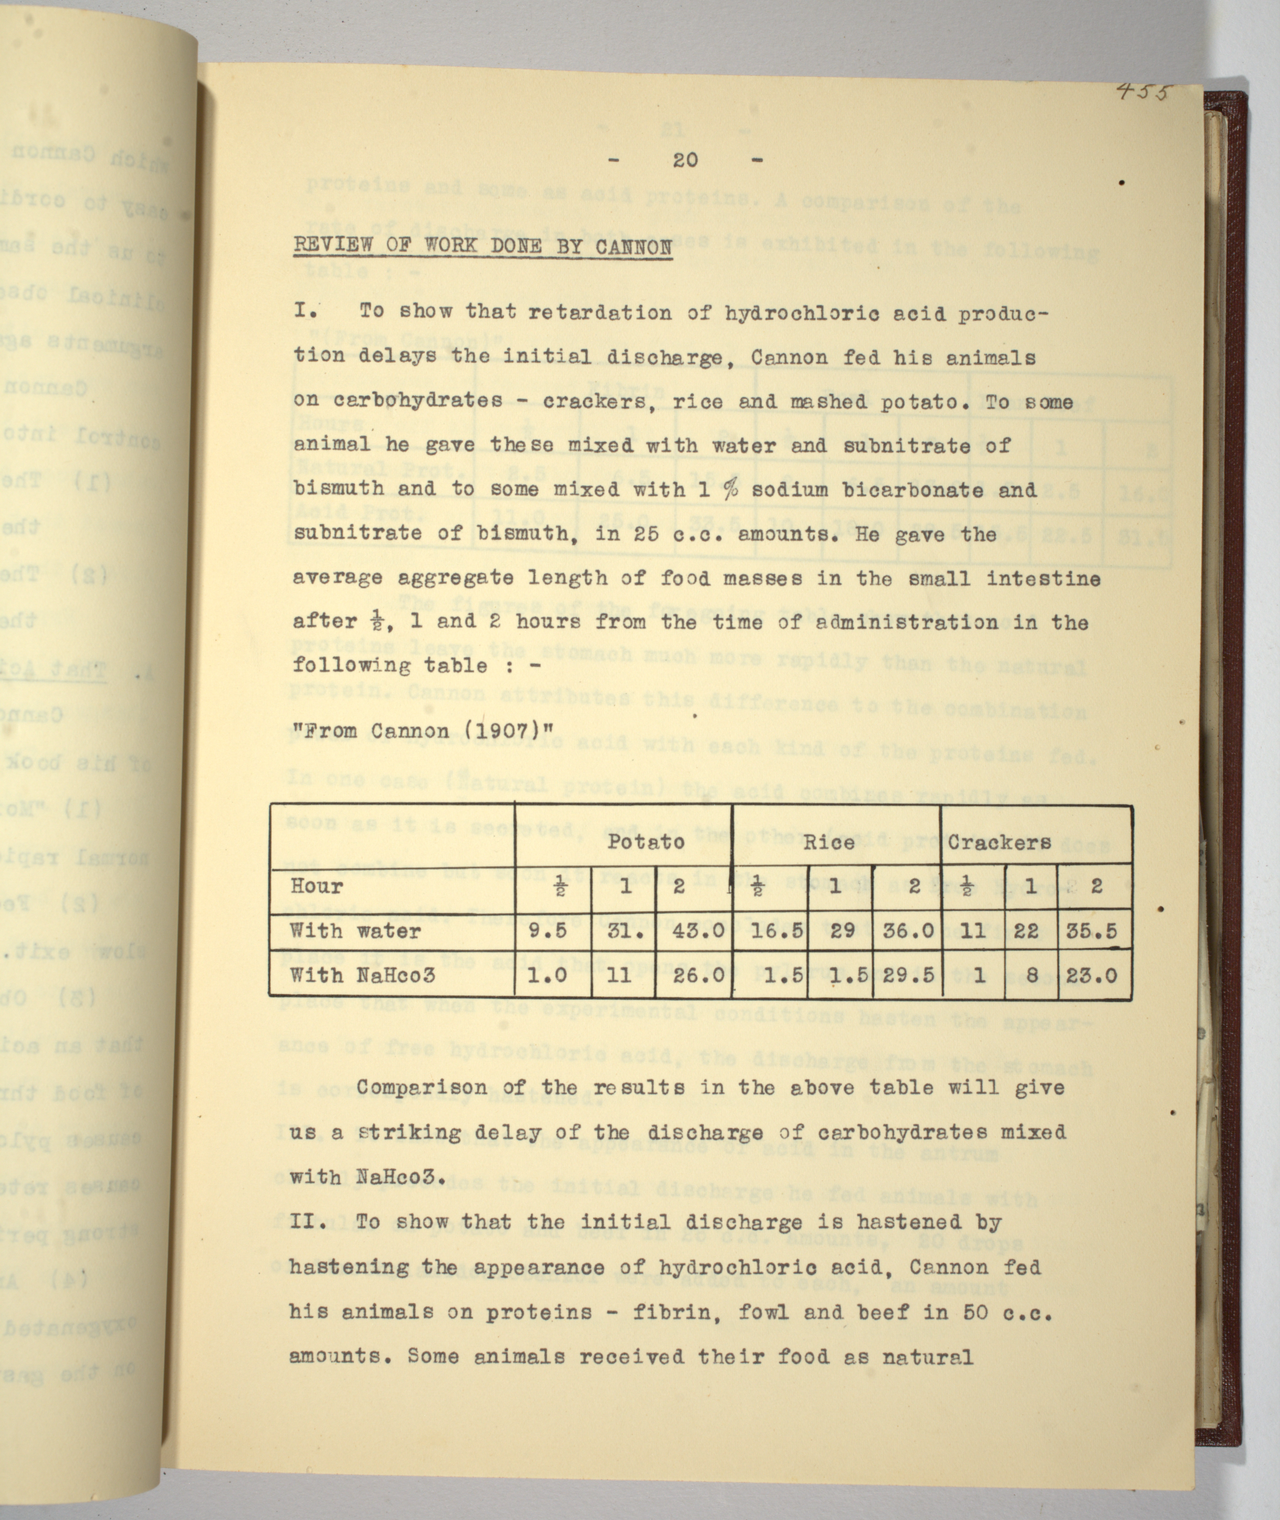 455
- 20 -
REVIEW OF WORK DONE BY CANNON
I. To show that retardation of hydrochloric acid produc-
tion delays the initial discharge, Cannon fed his animals
on carbohydrates - crackers, rice and mashed potato. To some
animal he gave these mixed with water and subnitrate of
bismuth and to some mixed with 1 % sodium bicarbonate and
subnitrate of bismuth, in 25 c.c. amounts. He gave the
average aggregate length of food masses in the small intestine
after ½, 1 and 2 hours from the time of administration in the
following table : -
"From Cannon (1907)"
Potato Rice Crackers
Hour ½ 1 2 ½ 1 2 ½ 1 2
With water 9.5 31. 43.0 16.5 29 36.0 11 22 35.5
With NaHco3 1.0 11 26.0 1.5 1.5 29.5 1 8 23.0
Comparison of the results in the above table will give
us a striking delay of the discharge of carbohydrates mixed
with NaHco3.
II. To show that the initial discharge is hastened by
hastening the appearance of hydrochloric acid, Cannon fed
his animals on proteins - fibrin, fowl and beef in 50 c.c.
amounts. Some animals received their food as natural